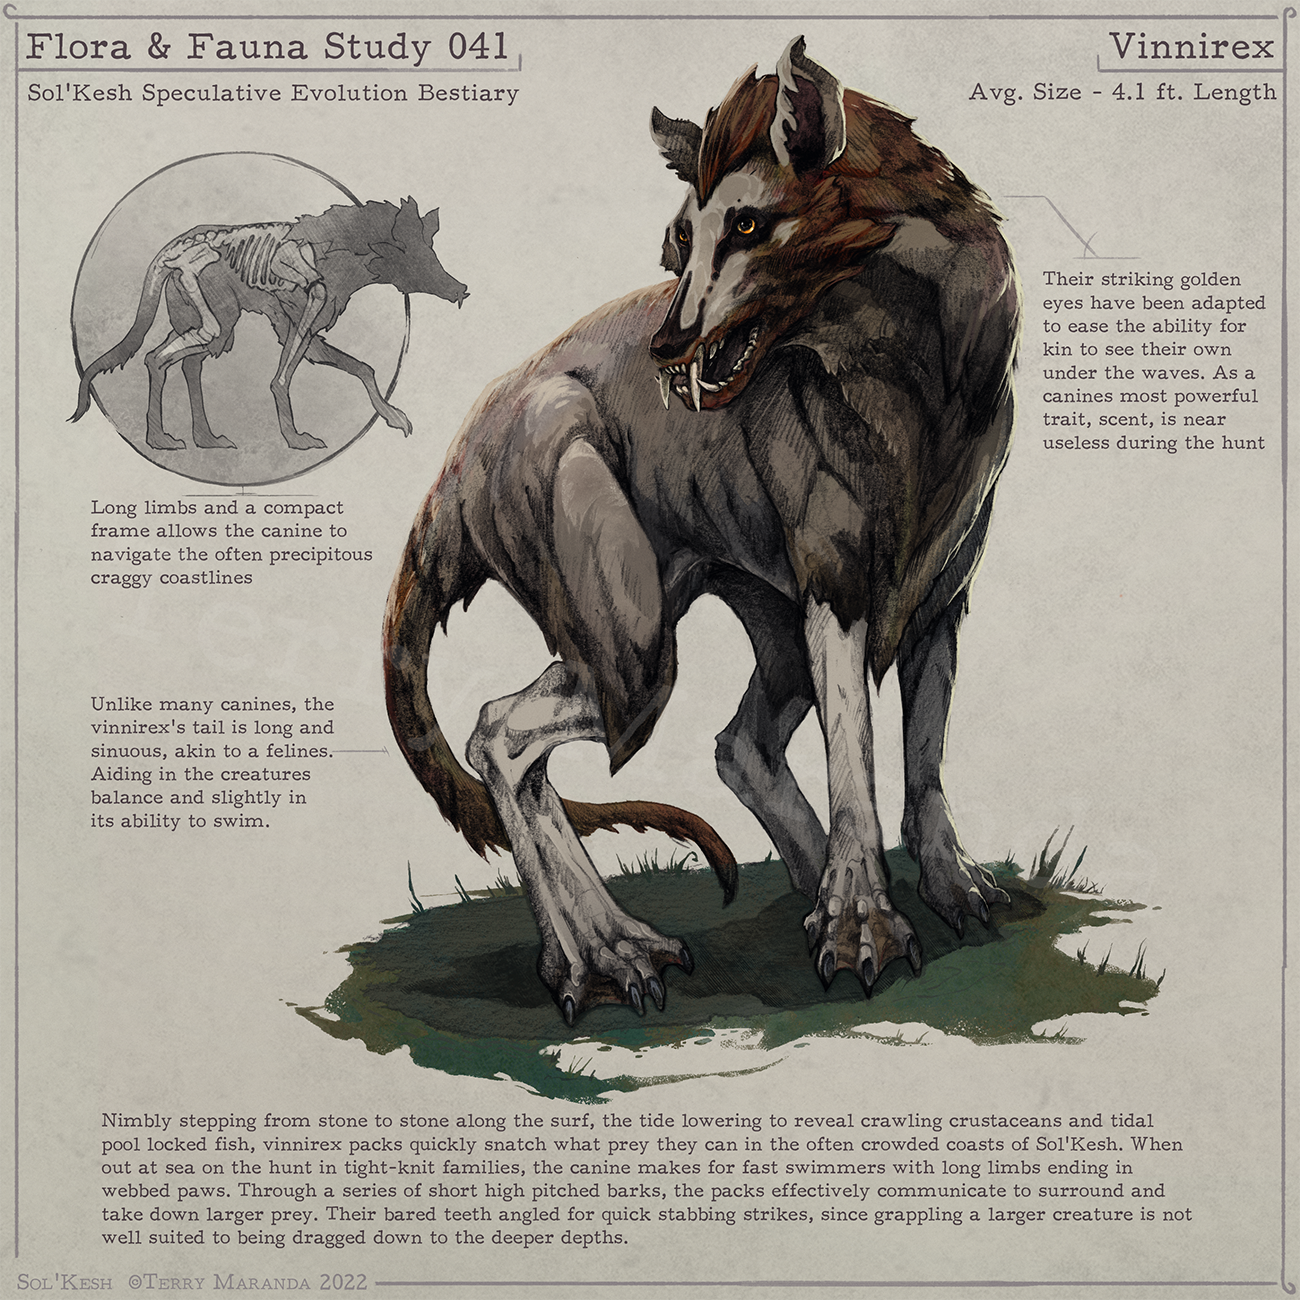 Flora & Fauna Study 041
Sol'Kesh Speculative Evolution Bestiary
Vinnirex
Avg. Size - 4.1 ft. Length
Their striking golden
eyes have been adapted
to ease the ability for
kin to see their own
under the waves. As a
canines most powerful
trait, scent, is near
useless during the hunt
Long limbs and a compact
frame allows the canine to
navigate the often precipitous
craggy coastlines
Unlike many canines, the
vinnirex's tail is long and
sinuous, akin to a felines.
Aiding in the creatures
balance and slightly in
its ability to swim.
Nimbly stepping from stone to stone along the surf, the tide lowering to reveal crawling crustaceans and tidal
pool locked fish, vinnirex packs quickly snatch what prey they can in the often crowded coasts of Sol'Kesh. When
out at sea on the hunt in tight-knit families, the canine makes for fast swimmers with long limbs ending in
webbed paws. Through a series of short high pitched barks, the packs effectively communicate to surround and
take down larger prey. Their bared teeth angled for quick stabbing strikes, since grappling a larger creature is not
well suited to being dragged down to the deeper depths.
Sol'Kesh ©Terry Maranda 2022